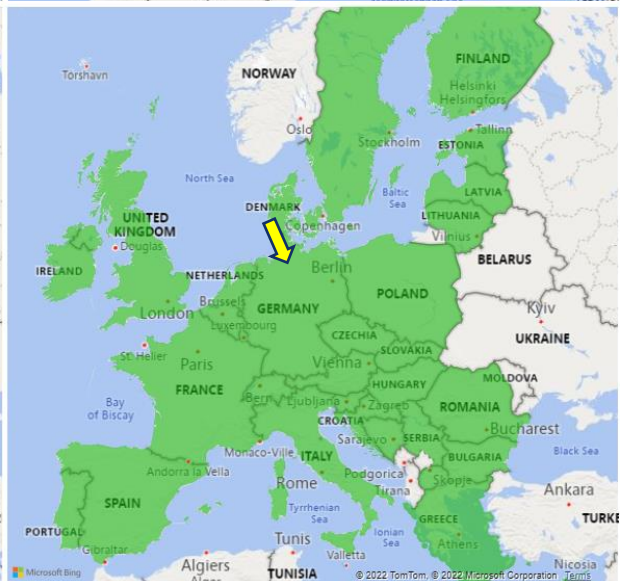 FINLAND
Tórshavn
NORWAY
Helsinki
Helsingfors
Oslo
Tallinn
Stockholm
ESTONIA
North Sea
Baltic
Sea
LATVIA
DENMARK
Copenhagen
LITHUANIA
UNITED
KINGDOM
Vilnius
Douglas
BELARUS
IRELAND
NETHERLANDS
Berlin
POLAND
Brussels
London
GERMANY
Kyiv
Luxembourg
UKRAINE
CZECHIA
St. Helier
SLOVAKIA
Paris
Vienna
MOLDOVA
FRANCE
HUNGARY
Bern
Bay
of Biscay
Ljubljana
Zagreb
ROMANIA
CROATIA
Bucharest
Sarajevo
SERBIA
Monaco-Ville
ITALY
BULGARIA
Black Sea
Andorra la Vella
Podgorica
Skopje
Rome
Tirana
Ankara
SPAIN
Tyrrhenian
Sea
TURKE
GREECE
PORTUGAL
Ionian
Sea
Athens
Gibraltar
Tunis
Valletta
Algiers
Nicosia
Microsoft Bing
TUNISIA
© 2022 TomTom, © 2022 Microsoft Corporation Terms